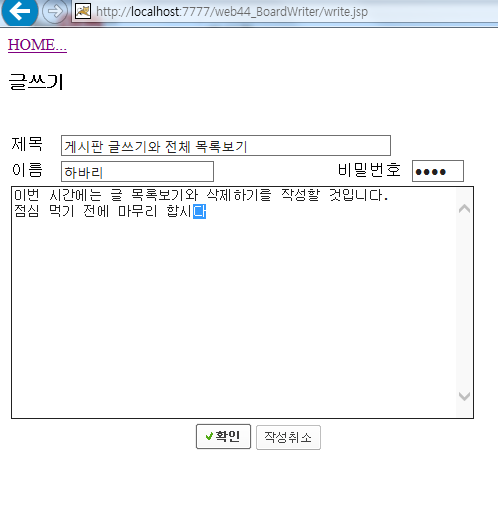 http://localhost:7777/web44_BoardWriter/write.jsp
HOME...
글쓰기
제목 게시판 글쓰기와 전체 목록보기
이름 하바리 비밀번호 ●●●●
이번 시간에는 글 목록보기와 삭제하기를 작성할 것입니다.
점심 먹기 전에 마무리 합시다
확인 작성취소